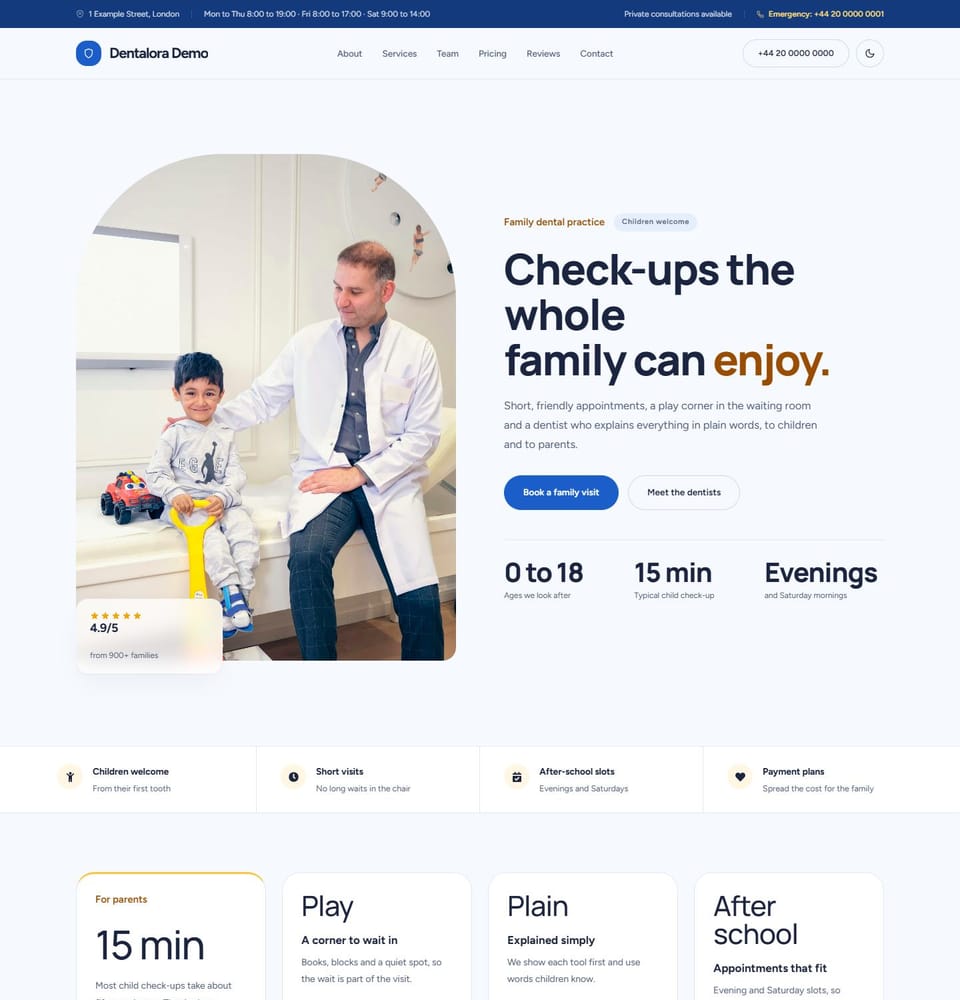 1 Example Street, London
Mon to Thu 8:00 to 19:00 · Fri 8:00 to 17:00 · Sat 9:00 to 14:00
Private consultations available
Emergency: +44 20 0000 0001
Dentalora Demo
About
Services
Team
Pricing
Reviews
Contact
+44 20 0000 0000
Family dental practice
Children welcome
Check-ups the
whole
family can enjoy.
Short, friendly appointments, a play corner in the waiting room
and a dentist who explains everything in plain words, to children
and to parents.
Book a family visit
Meet the dentists
0 to 18
Ages we look after
15 min
Typical child check-up
Evenings
and Saturday mornings
4.9/5
from 900+ families
Children welcome
From their first tooth
Short visits
No long waits in the chair
After-school slots
Evenings and Saturdays
Payment plans
Spread the cost for the family
For parents
15 min
Most child check-ups take about
Play
A corner to wait in
Books, blocks and a quiet spot, so
the wait is part of the visit.
Plain
Explained simply
We show each tool first and use
words children know.
After
school
Appointments that fit
Evening and Saturday slots, so